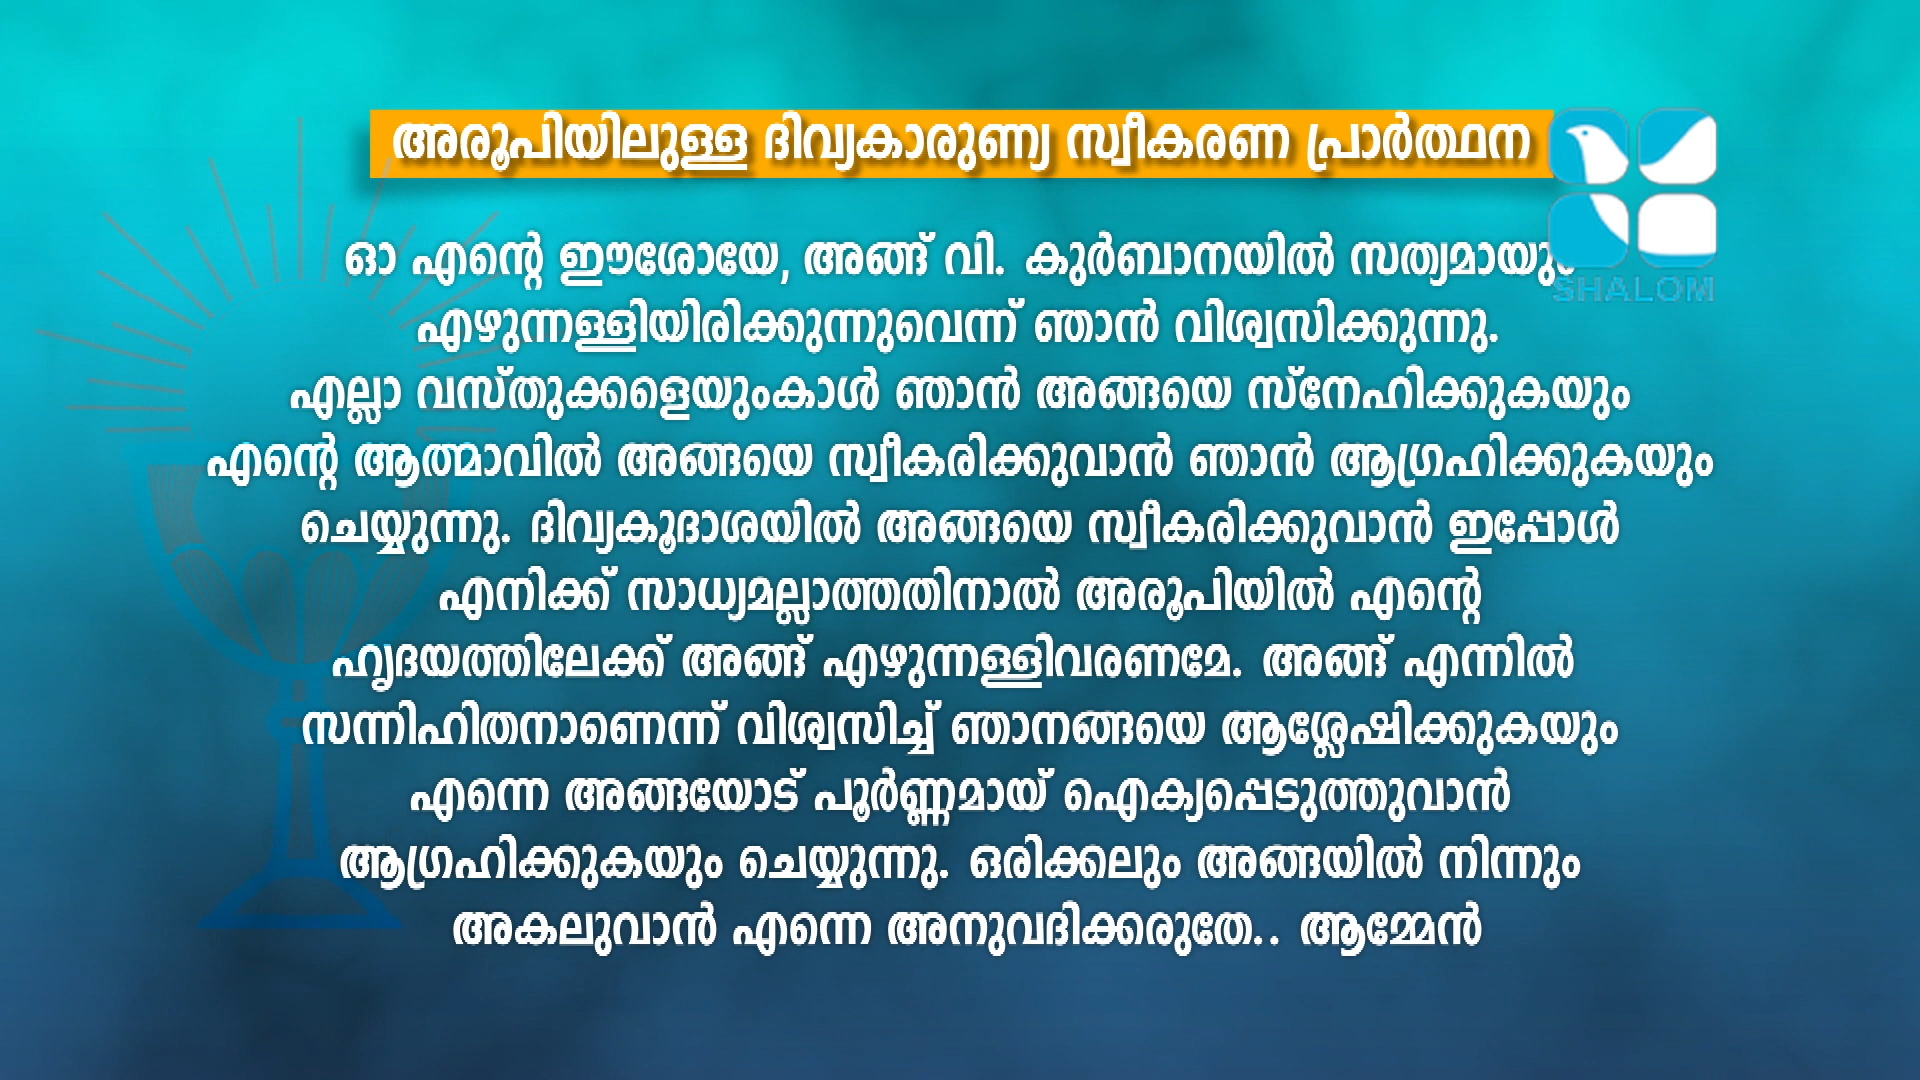 അരൂപിയിലുള്ള ദിവ്യകാരുണ്യ സ്വീകരണ പ്രാർത്ഥന
ഓ എന്റെ ഈശോയേ, അങ്ങ് വി. കുർബാനയിൽ സത്യമായും
എഴുന്നള്ളിയിരിക്കുന്നുവെന്ന് ഞാൻ വിശ്വസിക്കുന്നു.
എല്ലാ വസ്തുക്കളെയുംകാൾ ഞാൻ അങ്ങയെ സ്നേഹിക്കുകയും
എന്റെ ആത്മാവിൽ അങ്ങയെ സ്വീകരിക്കുവാൻ ഞാൻ ആഗ്രഹിക്കുകയും
ചെയ്യുന്നു. ദിവ്യകൂദാശയിൽ അങ്ങയെ സ്വീകരിക്കുവാൻ ഇപ്പോൾ
എനിക്ക് സാധ്യമല്ലാത്തതിനാൽ അരൂപിയിൽ എന്റെ
ഹൃദയത്തിലേക്ക് അങ്ങ് എഴുന്നള്ളിവരണമേ. അങ്ങ് എന്നിൽ
സന്നിഹിതനാണെന്ന് വിശ്വസിച്ച് ഞാനങ്ങയെ ആശ്ലേഷിക്കുകയും
എന്നെ അങ്ങയോട് പൂർണ്ണമായ് ഐക്യപ്പെടുത്തുവാൻ
ആഗ്രഹിക്കുകയും ചെയ്യുന്നു. ഒരിക്കലും അങ്ങയിൽ നിന്നും
അകലുവാൻ എന്നെ അനുവദിക്കരുതേ.. ആമ്മേൻ
SHALOM